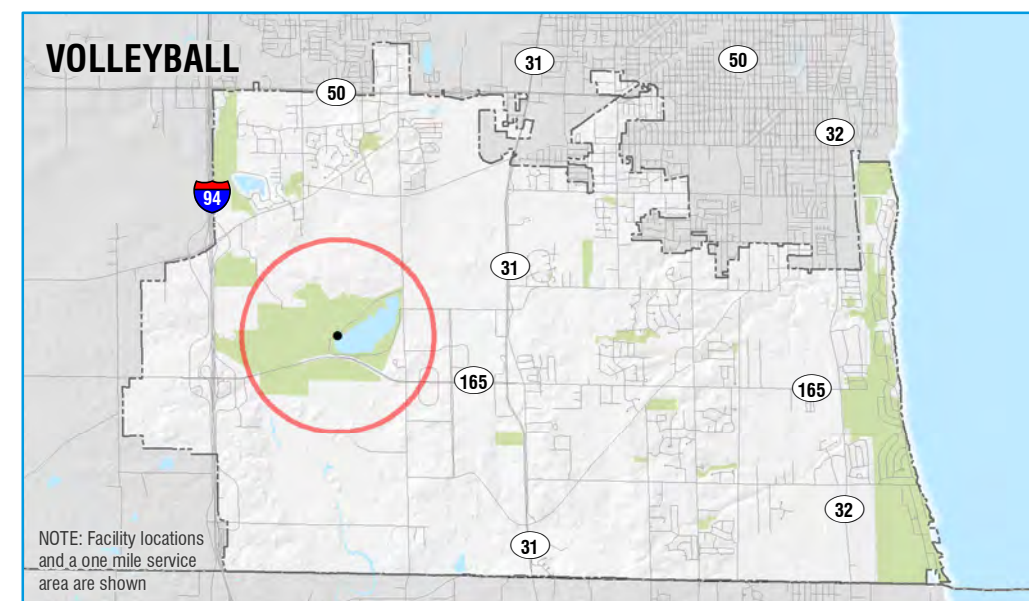 VOLLEYBALL
31
50
50
32
94
31
165
165
32
31
NOTE: Facility locations
and a one mile service
area are shown